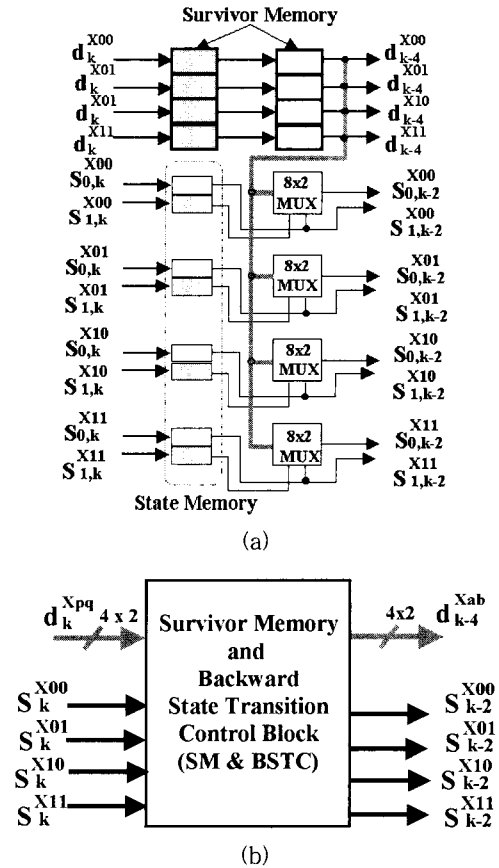 Survivor Memory
d_k^X00 d_k-4^X00
d_k^X01 d_k-4^X01
d_k^X01 d_k-4^X10
d_k^X11 d_k-4^X11
S_0,k^X00 8x2 MUX S_0,k-2^X00
S_1,k^X00 S_1,k-2^X00
S_0,k^X01 8x2 MUX S_0,k-2^X01
S_1,k^X01 S_1,k-2^X01
S_0,k^X10 8x2 MUX S_0,k-2^X10
S_1,k^X10 S_1,k-2^X10
S_0,k^X11 8x2 MUX S_0,k-2^X11
S_1,k^X11 S_1,k-2^X11
State Memory
(a)
d_k^Xpq 4 x 2
Survivor Memory
and
Backward
State Transition
Control Block
(SM & BSTC)
4x2 d_k-4^Xab
S_k^X00 S_k-2^X00
S_k^X01 S_k-2^X01
S_k^X10 S_k-2^X10
S_k^X11 S_k-2^X11
(b)